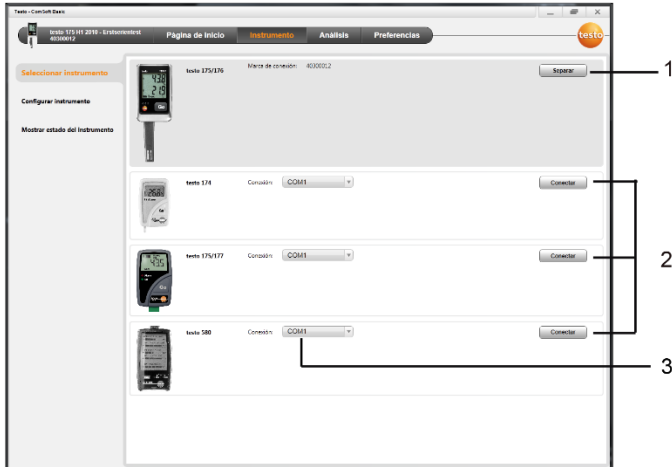 Testo - ComSoft Basic
testo 175 H1 2010 - Erstserientest
40300012
Página de Inicio Instrumento Análisis Preferencias
testo
Seleccionar instrumento
Configurar instrumento
Mostrar estado del instrumento
testo 175/176 Marca de conexión: 40300012 Separar 1
testo 174 Conexión: COM1 Conectar
testo 175/177 Conexión: COM1 Conectar 2
testo 580 Conexión: COM1 Conectar
3